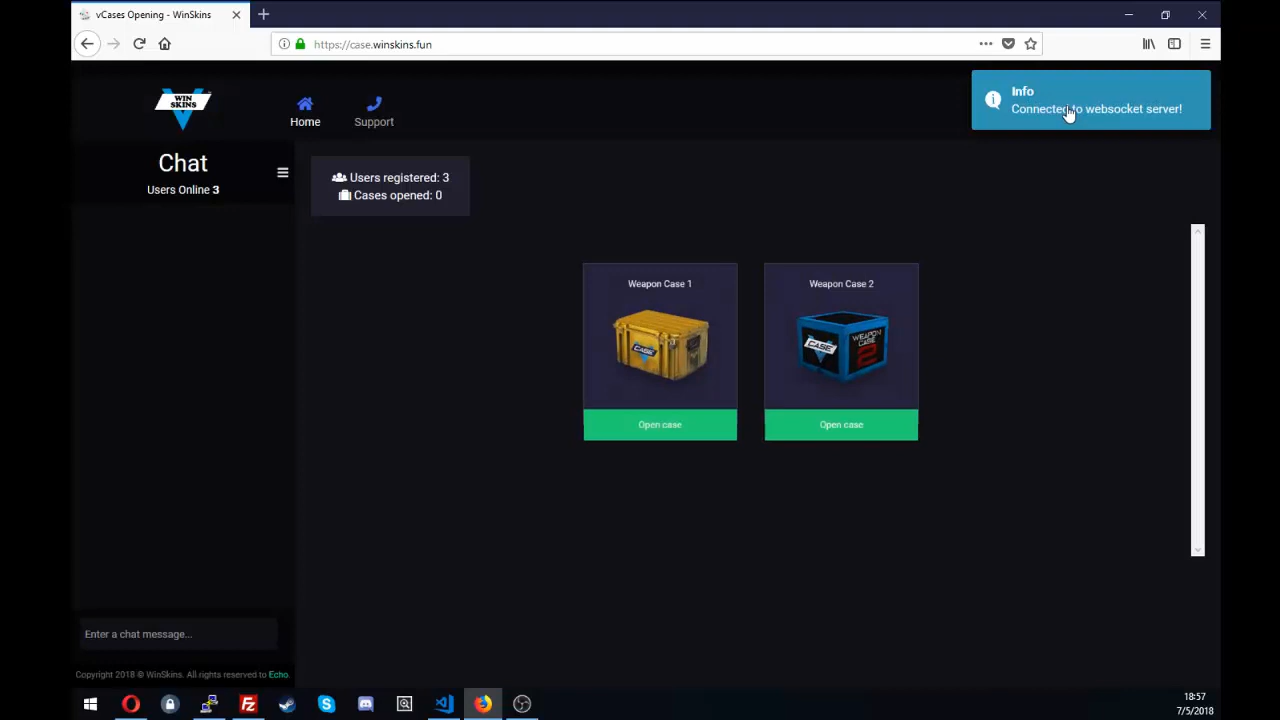 vCases Opening - WinSkins
https://case.winskins.fun
WIN
SKINS
Home
Support
Info
Connected to websocket server!
Chat
Users Online 3
Users registered: 3
Cases opened: 0
Weapon Case 1
CASE
Open case
Weapon Case 2
CASE
WEAPON
CASE
2
Open case
Enter a chat message...
Copyright 2018 © WinSkins. All rights reserved to Echo.
18:57
7/5/2018